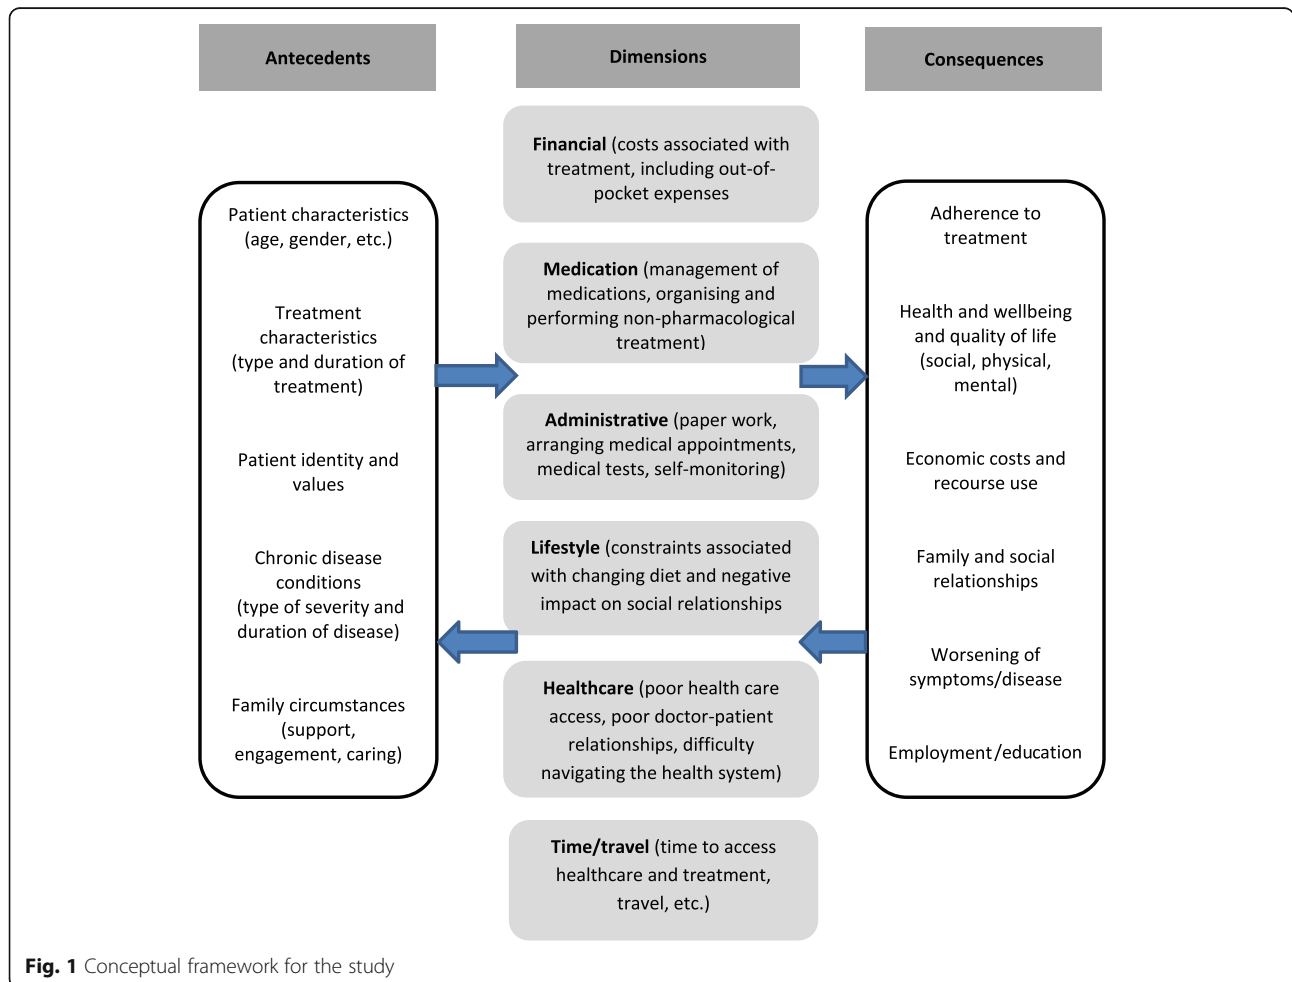 Antecedents
Dimensions
Consequences
Patient characteristics
(age, gender, etc.)
Treatment
characteristics
(type and duration of
treatment)
Patient identity and
values
Chronic disease
conditions
(type of severity and
duration of disease)
Family circumstances
(support,
engagement, caring)
Financial (costs associated with
treatment, including out-of-
pocket expenses
Medication (management of
medications, organising and
performing non-pharmacological
treatment)
Administrative (paper work,
arranging medical appointments,
medical tests, self-monitoring)
Lifestyle (constraints associated
with changing diet and negative
impact on social relationships
Healthcare (poor health care
access, poor doctor-patient
relationships, difficulty
navigating the health system)
Time/travel (time to access
healthcare and treatment,
travel, etc.)
Adherence to
treatment
Health and wellbeing
and quality of life
(social, physical,
mental)
Economic costs and
recourse use
Family and social
relationships
Worsening of
symptoms/disease
Employment/education
Fig. 1 Conceptual framework for the study